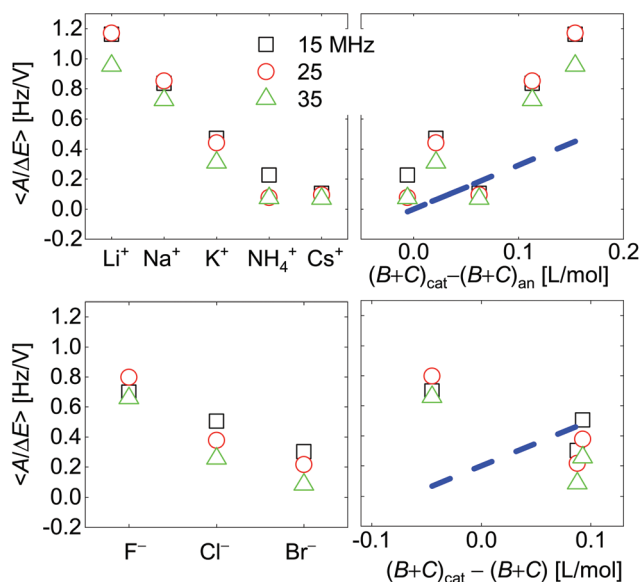 <A/ΔE> [Hz/V]
1.2
1.0
0.8
0.6
0.4
0.2
0.0
-0.2
15 MHz
25
35
Li⁺ Na⁺ K⁺ NH₄⁺ Cs⁺
0.0 0.1 0.2
(B+C)cat–(B+C)an [L/mol]
<A/ΔE> [Hz/V]
1.2
1.0
0.8
0.6
0.4
0.2
0.0
-0.2
F⁻ Cl⁻ Br⁻
-0.1 0.0 0.1
(B+C)cat – (B+C) [L/mol]